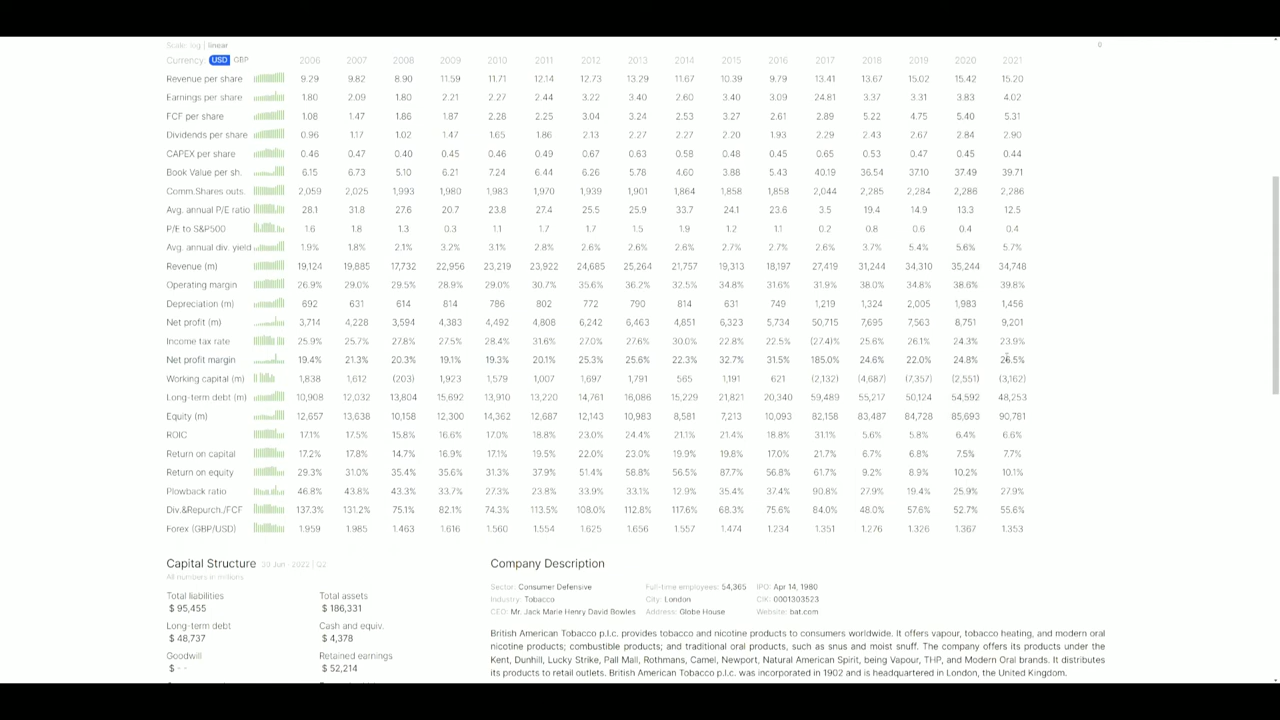 Scale: log | linear
0
Currency: USD GBP 2006 2007 2008 2009 2010 2011 2012 2013 2014 2015 2016 2017 2018 2019 2020 2021
Revenue per share 9.29 9.82 8.90 11.59 11.71 12.14 12.73 13.29 11.67 10.39 9.79 13.41 13.67 15.02 15.42 15.20
Earnings per share 1.80 2.09 1.80 2.21 2.27 2.44 3.22 3.40 2.60 3.40 3.09 24.81 3.37 3.31 3.83 4.02
FCF per share 1.08 1.47 1.86 1.87 2.28 2.25 3.04 3.24 2.53 3.27 2.61 2.89 5.22 4.75 5.40 5.31
Dividends per share 0.96 1.17 1.02 1.47 1.65 1.86 2.13 2.27 2.27 2.20 1.93 2.29 2.43 2.67 2.84 2.90
CAPEX per share 0.46 0.47 0.40 0.45 0.46 0.49 0.67 0.63 0.58 0.48 0.45 0.65 0.53 0.47 0.45 0.44
Book Value per sh. 6.15 6.73 5.10 6.21 7.24 6.44 6.26 5.78 4.60 3.88 5.43 40.19 36.54 37.10 37.49 39.71
Comm.Shares outs. 2,059 2,025 1,993 1,980 1,983 1,970 1,939 1,901 1,864 1,858 1,858 2,044 2,285 2,284 2,286 2,286
Avg. annual P/E ratio 28.1 31.8 27.6 20.7 23.8 27.4 25.5 25.9 33.7 24.1 23.6 3.5 19.4 14.9 13.3 12.5
P/E to S&P500 1.6 1.8 1.3 0.3 1.1 1.7 1.7 1.5 1.9 1.2 1.1 0.2 0.8 0.6 0.4 0.4
Avg. annual div. yield 1.9% 1.8% 2.1% 3.2% 3.1% 2.8% 2.6% 2.6% 2.6% 2.7% 2.7% 2.6% 3.7% 5.4% 5.6% 5.7%
Revenue (m) 19,124 19,885 17,732 22,956 23,219 23,922 24,685 25,264 21,757 19,313 18,197 27,419 31,244 34,310 35,244 34,748
Operating margin 26.9% 29.0% 29.5% 28.9% 29.0% 30.7% 35.6% 36.2% 32.5% 34.8% 31.6% 31.9% 38.0% 34.8% 38.6% 39.8%
Depreciation (m) 692 631 614 814 786 802 772 790 814 631 749 1,219 1,324 2,005 1,983 1,456
Net profit (m) 3,714 4,228 3,594 4,383 4,492 4,808 6,242 6,463 4,851 6,323 5,734 50,715 7,695 7,563 8,751 9,201
Income tax rate 25.9% 25.7% 27.8% 27.5% 28.4% 31.6% 27.0% 27.6% 30.0% 22.8% 22.5% (27.4)% 25.6% 26.1% 24.3% 23.9%
Net profit margin 19.4% 21.3% 20.3% 19.1% 19.3% 20.1% 25.3% 25.6% 22.3% 32.7% 31.5% 185.0% 24.6% 22.0% 24.8% 26.5%
Working capital (m) 1,838 1,612 (203) 1,923 1,579 1,007 1,697 1,791 565 1,191 621 (2,132) (4,687) (7,357) (2,551) (3,162)
Long-term debt (m) 10,908 12,032 13,804 15,692 13,910 13,220 14,761 16,086 15,229 21,821 20,340 59,489 55,217 50,124 54,592 48,253
Equity (m) 12,657 13,638 10,158 12,300 14,362 12,687 12,143 10,983 8,581 7,213 10,093 82,158 83,487 84,728 85,693 90,781
ROIC 17.1% 17.5% 15.8% 16.6% 17.0% 18.8% 23.0% 24.4% 21.1% 21.4% 18.8% 31.1% 5.6% 5.8% 6.4% 6.6%
Return on capital 17.2% 17.8% 14.7% 16.9% 17.1% 19.5% 22.0% 23.0% 19.9% 19.8% 17.0% 21.7% 6.7% 6.8% 7.5% 7.7%
Return on equity 29.3% 31.0% 35.4% 35.6% 31.3% 37.9% 51.4% 58.8% 56.5% 87.7% 56.8% 61.7% 9.2% 8.9% 10.2% 10.1%
Plowback ratio 46.8% 43.8% 43.3% 33.7% 27.3% 23.8% 33.9% 33.1% 12.9% 35.4% 37.4% 90.8% 27.9% 19.4% 25.9% 27.9%
Div.&Repurch./FCF 137.3% 131.2% 75.1% 82.1% 74.3% 113.5% 108.0% 112.8% 117.6% 68.3% 75.6% 84.0% 48.0% 57.6% 52.7% 55.6%
Forex (GBP/USD) 1.959 1.985 1.463 1.616 1.560 1.554 1.625 1.656 1.557 1.474 1.234 1.351 1.276 1.326 1.367 1.353
Capital Structure 30 Jun · 2022 | Q2
All numbers in millions
Total liabilities Total assets
$ 95,455 $ 186,331
Long-term debt Cash and equiv.
$ 48,737 $ 4,378
Goodwill Retained earnings
$ - - $ 52,214
Company Description
Sector: Consumer Defensive Full-time employees: 54,365 IPO: Apr 14, 1980
Industry: Tobacco City: London CIK: 0001303523
CEO: Mr. Jack Marie Henry David Bowles Address: Globe House Website: bat.com
British American Tobacco p.l.c. provides tobacco and nicotine products to consumers worldwide. It offers vapour, tobacco heating, and modern oral
nicotine products; combustible products; and traditional oral products, such as snus and moist snuff. The company offers its products under the
Kent, Dunhill, Lucky Strike, Pall Mall, Rothmans, Camel, Newport, Natural American Spirit, being Vapour, THP, and Modern Oral brands. It distributes
its products to retail outlets. British American Tobacco p.l.c. was incorporated in 1902 and is headquartered in London, the United Kingdom.